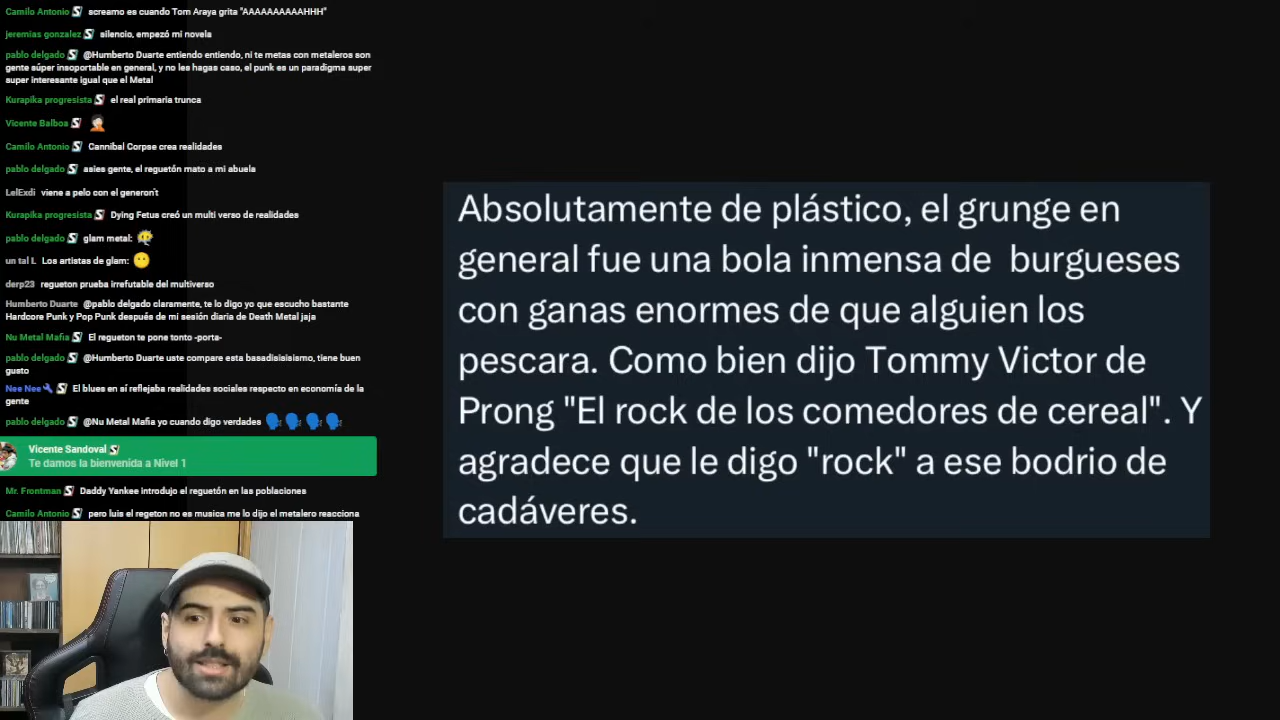 Camilo Antonio screamo es cuando Tom Araya grita "AAAAAAAAAAHHH"
jeremias gonzalez silencio, empezó mi novela
pablo delgado @Humberto Duarte entiendo entiendo, ni te metas con metaleros son
gente súper insoportable en general, y no les hagas caso, el punk es un paradigma super
super interesante igual que el Metal
Kurapika progresista el real primaria trunca
Vicente Balboa
Camilo Antonio Cannibal Corpse crea realidades
pablo delgado asies gente, el reguetón mato a mi abuela
LelExdi viene a pelo con el generon't
Kurapika progresista Dying Fetus creó un multi verso de realidades
pablo delgado glam metal:
un tal L Los artistas de glam:
derp23 regueton prueba irrefutable del multiverso
Humberto Duarte @pablo delgado claramente, te lo digo yo que escucho bastante
Hardcore Punk y Pop Punk después de mi sesión diaria de Death Metal jaja
Nu Metal Mafia El regueton te pone tonto -porta-
pablo delgado @Humberto Duarte uste compare esta basadisisisismo, tiene buen
gusto
Nee Nee El blues en sí reflejaba realidades sociales respecto en economía de la
gente
pablo delgado @Nu Metal Mafia yo cuando digo verdades
Vicente Sandoval
Te damos la bienvenida a Nivel 1
Mr. Frontman Daddy Yankee introdujo el reguetón en las poblaciones
Camilo Antonio pero luis el regeton no es musica me lo dijo el metalero reacciona
Absolutamente de plástico, el grunge en
general fue una bola inmensa de burgueses
con ganas enormes de que alguien los
pescara. Como bien dijo Tommy Victor de
Prong "El rock de los comedores de cereal". Y
agradece que le digo "rock" a ese bodrio de
cadáveres.